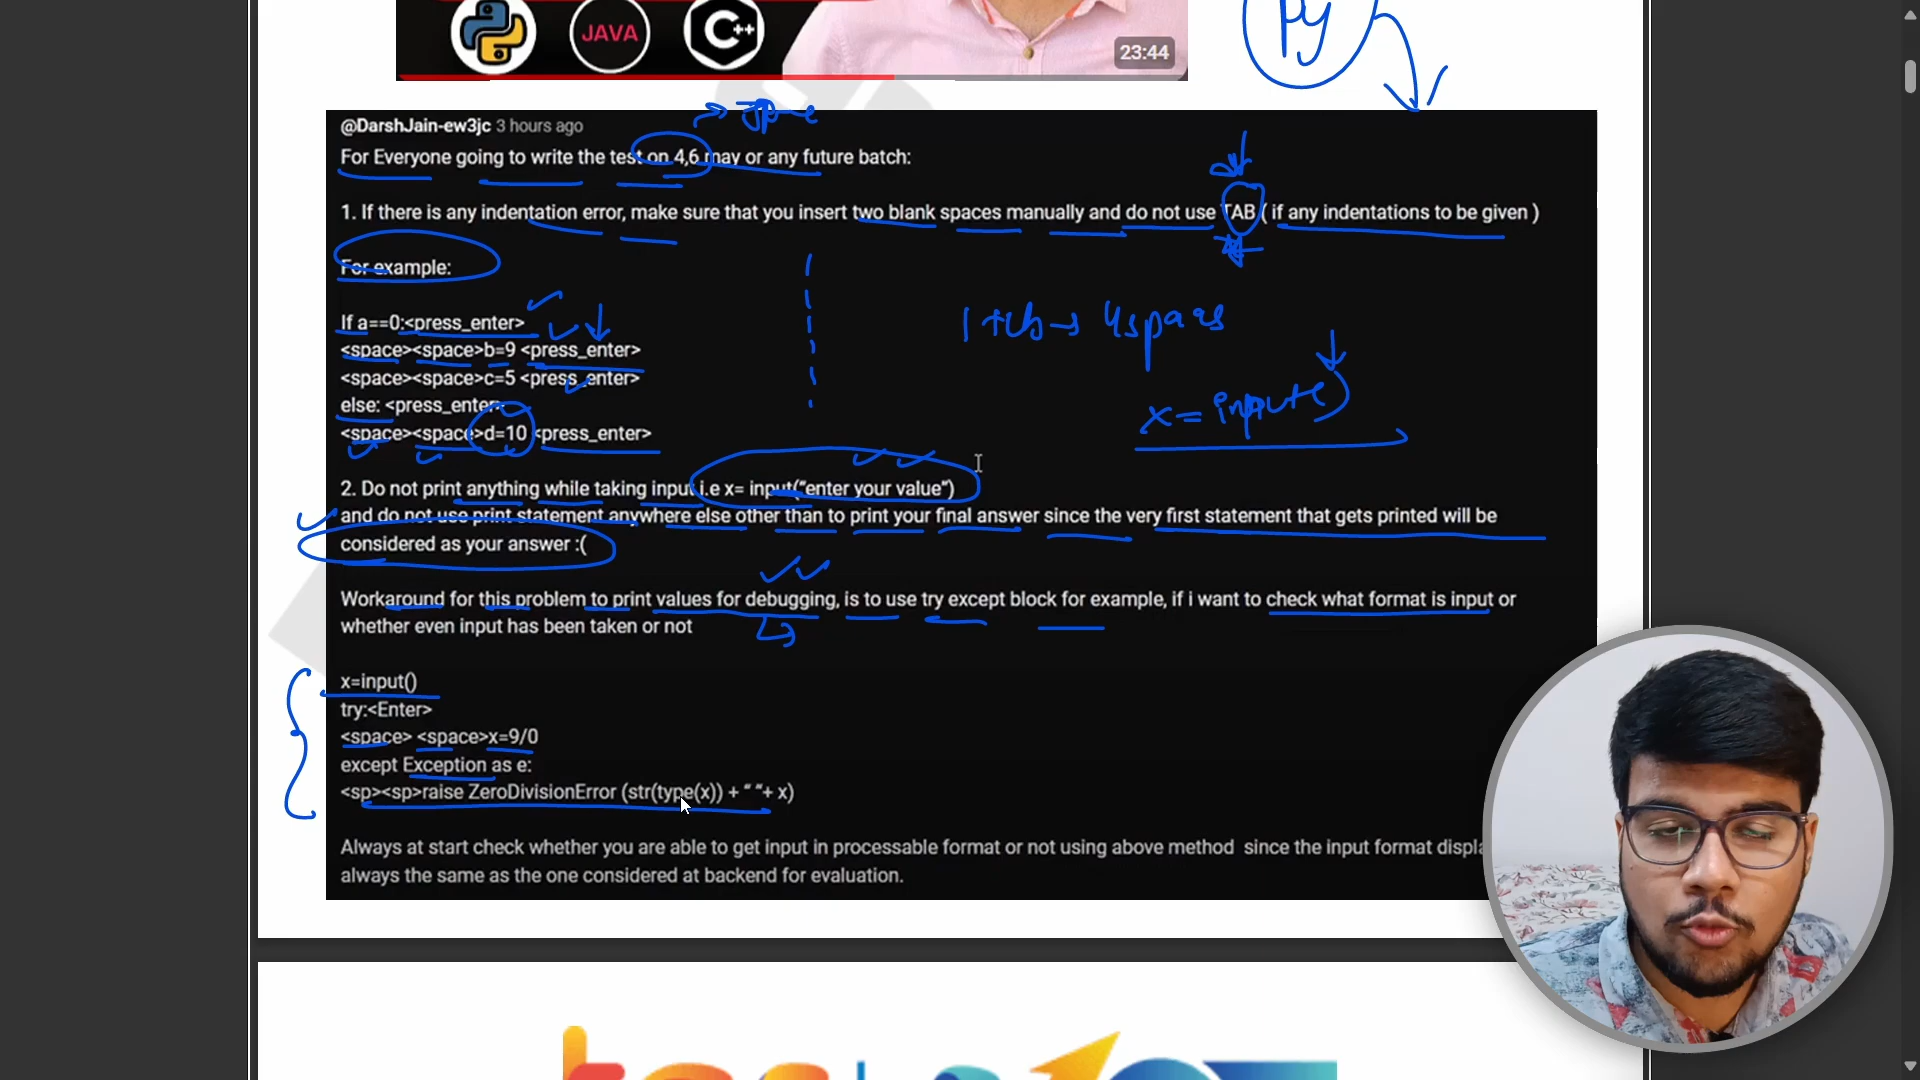 JAVA
C++
23:44
py
@DarshJain-ew3jc 3 hours ago
For Everyone going to write the test on 4,6 may or any future batch:
1. If there is any indentation error, make sure that you insert two blank spaces manually and do not use TAB ( if any indentations to be given )
For example:
If a==0:<press_enter>
<space><space>b=9 <press_enter>
<space><space>c=5 <press_enter>
else: <press_enter>
<space><space>d=10 <press_enter>
1 tab → 4 spaces
x = input()
2. Do not print anything while taking input i.e x= input("enter your value")
and do not use print statement anywhere else other than to print your final answer since the very first statement that gets printed will be
considered as your answer :(
Workaround for this problem to print values for debugging, is to use try except block for example, if i want to check what format is input or
whether even input has been taken or not
x=input()
try:<Enter>
<space> <space>x=9/0
except Exception as e:
<sp><sp>raise ZeroDivisionError (str(type(x)) + “ ”+ x)
Always at start check whether you are able to get input in processable format or not using above method since the input format
always the same as the one considered at backend for evaluation.